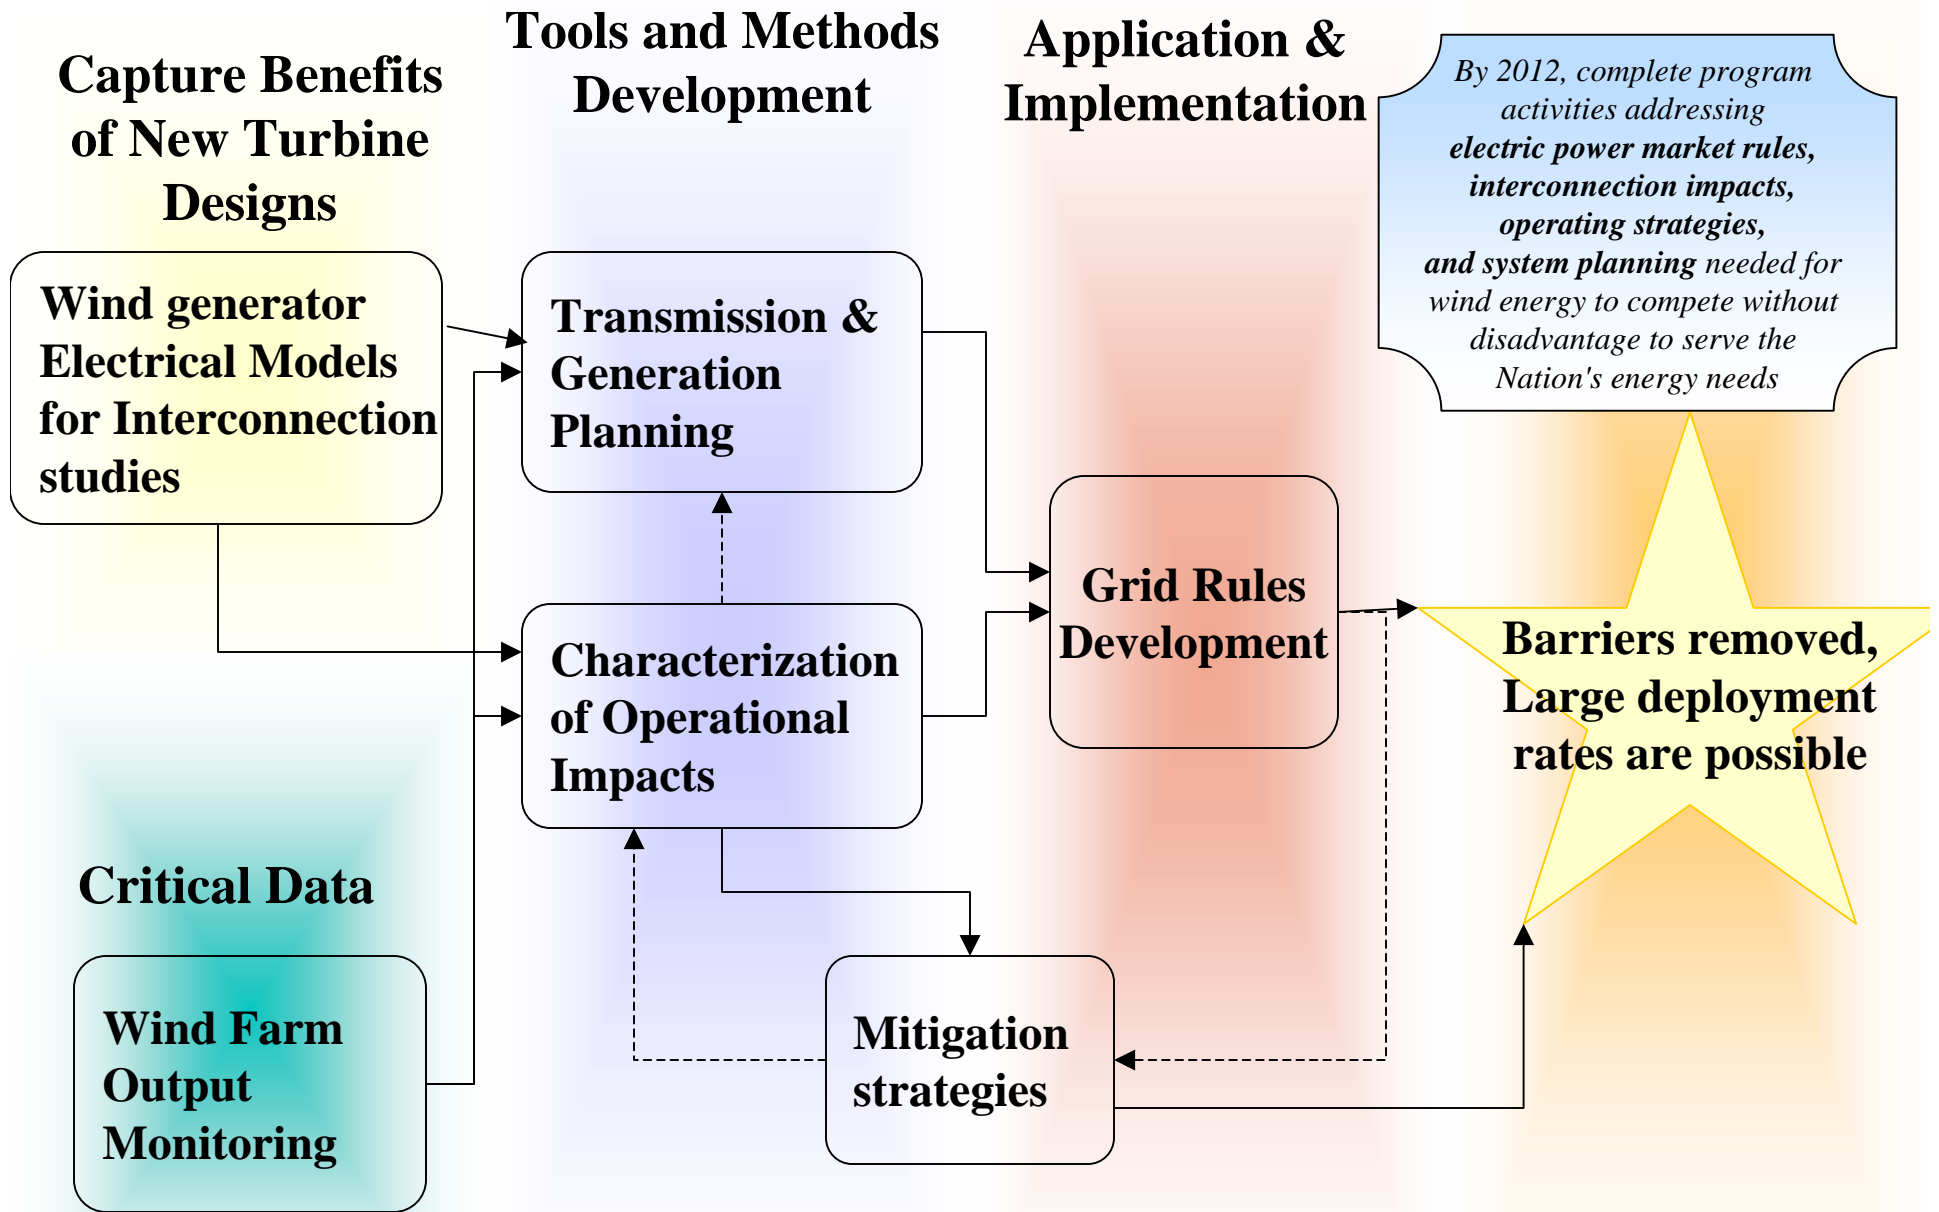 Capture Benefits
of New Turbine
Designs
Tools and Methods
Development
Application &
Implementation
By 2012, complete program
activities addressing
electric power market rules,
interconnection impacts,
operating strategies,
and system planning needed for
wind energy to compete without
disadvantage to serve the
Nation's energy needs
Wind generator
Electrical Models
for Interconnection
studies
Transmission &
Generation
Planning
Characterization
of Operational
Impacts
Grid Rules
Development
Barriers removed,
Large deployment
rates are possible
Critical Data
Wind Farm
Output
Monitoring
Mitigation
strategies